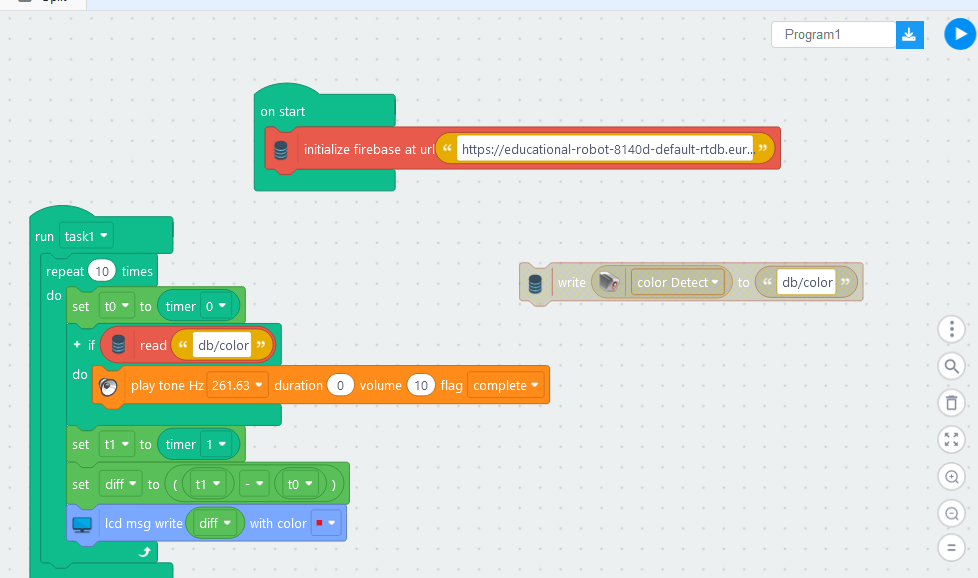 Program1
on start
initialize firebase at url “ https://educational-robot-8140d-default-rtdb.eur... ”
run task1
repeat 10 times
do
set t0 to timer 0
+ if read “ db/color ”
do play tone Hz 261.63 duration 0 volume 10 flag complete
set t1 to timer 1
set diff to ( t1 - t0 )
lcd msg write diff with color
write color Detect to “ db/color ”